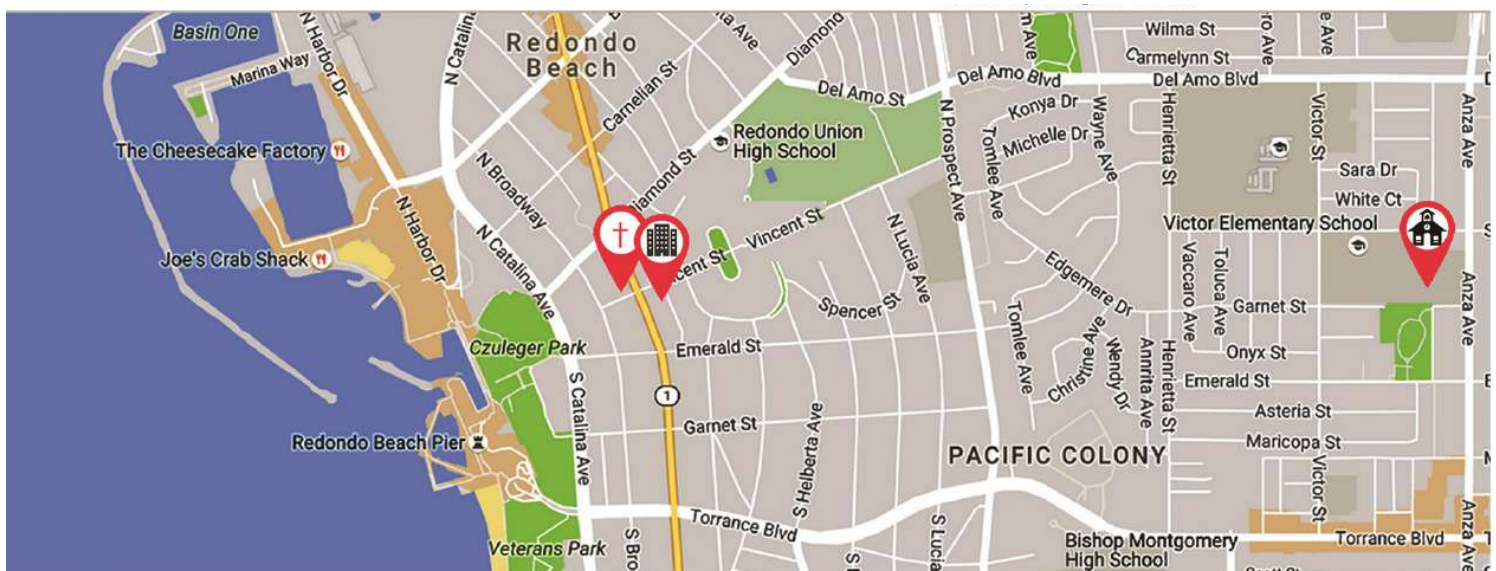 Basin One
Marina Way
N Harbor Dr
The Cheesecake Factory
Joe's Crab Shack
N Harbor Dr
N Catalina
N Catalina Ave
N Broadway
Redondo
Beach
Carnelian St
Diamond St
Diamond
Del Amo St
Redondo Union
High School
Vincent St
cent St
Spencer St
N Lucia Ave
N Prospect Ave
Del Amo Blvd
Del Amo Blvd
Wilma St
Carmelynn St
Konya Dr
Michelle Dr
Tomlee Ave
Wayne Ave
Henrietta St
Victor St
Anza Ave
Sara Dr
White Ct
Victor Elementary School
Vaccaro Ave
Toluca Ave
Edgemere Dr
Garnet St
Onyx St
Emerald St
Asteria St
Maricopa St
Anza Ave
Tomlee Ave
Christine Ave
Wendy Dr
Annrita Ave
Henrietta St
Victor St
Czuleger Park
Emerald St
1
S Catalina Ave
Garnet St
Redondo Beach Pier
S Helberta Ave
PACIFIC COLONY
Torrance Blvd
Veterans Park
S Bro
S Lucia
Bishop Montgomery
High School
Torrance Blvd
Anza Ave